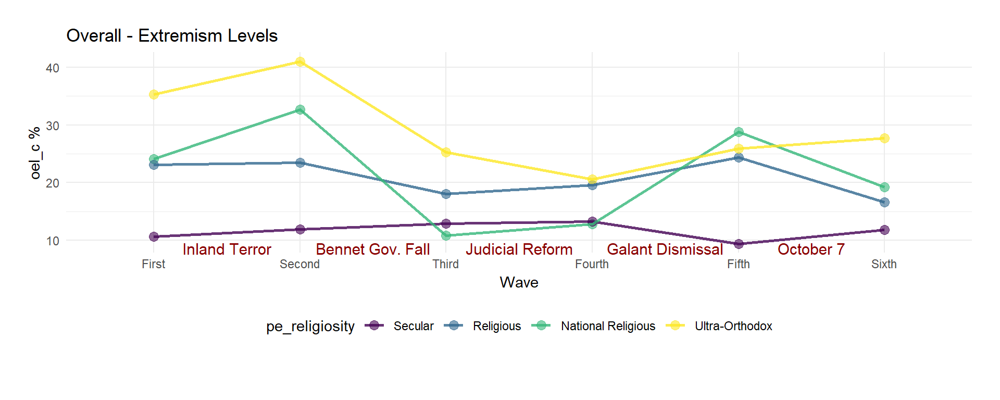 Overall - Extremism Levels
40
30
20
10
oel_c %
Inland Terror Bennet Gov. Fall Judicial Reform Galant Dismissal October 7
First Second Third Fourth Fifth Sixth
Wave
pe_religiosity Secular Religious National Religious Ultra-Orthodox